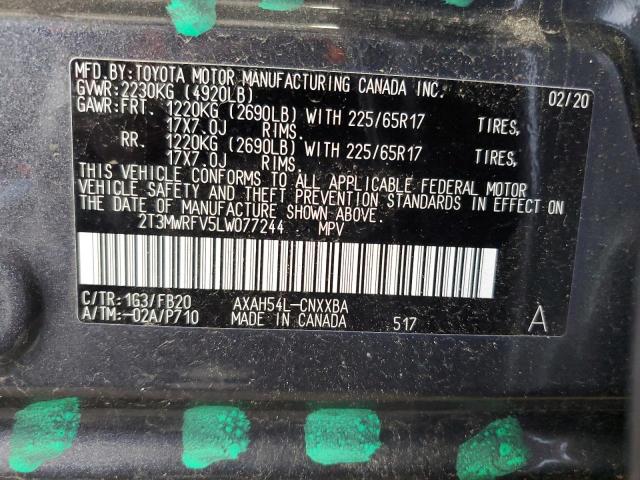 MFD.BY:TOYOTA MOTOR MANUFACTURING CANADA INC.
GVWR:2230KG (4920LB) 02/20
GAWR:FRT. 1220KG (2690LB) WITH 225/65R17 TIRES,
17X7.0J RIMS.
RR. 1220KG (2690LB) WITH 225/65R17 TIRES,
17X7.0J RIMS.
THIS VEHICLE CONFORMS TO ALL APPLICABLE FEDERAL MOTOR
VEHICLE SAFETY AND THEFT PREVENTION STANDARDS IN EFFECT ON
THE DATE OF MANUFACTURE SHOWN ABOVE.
2T3MWRFV5LW077244 MPV
C/TR:1G3/FB20 AXAH54L-CNXXBA
A/TM:-02A/P710 MADE IN CANADA 517 A